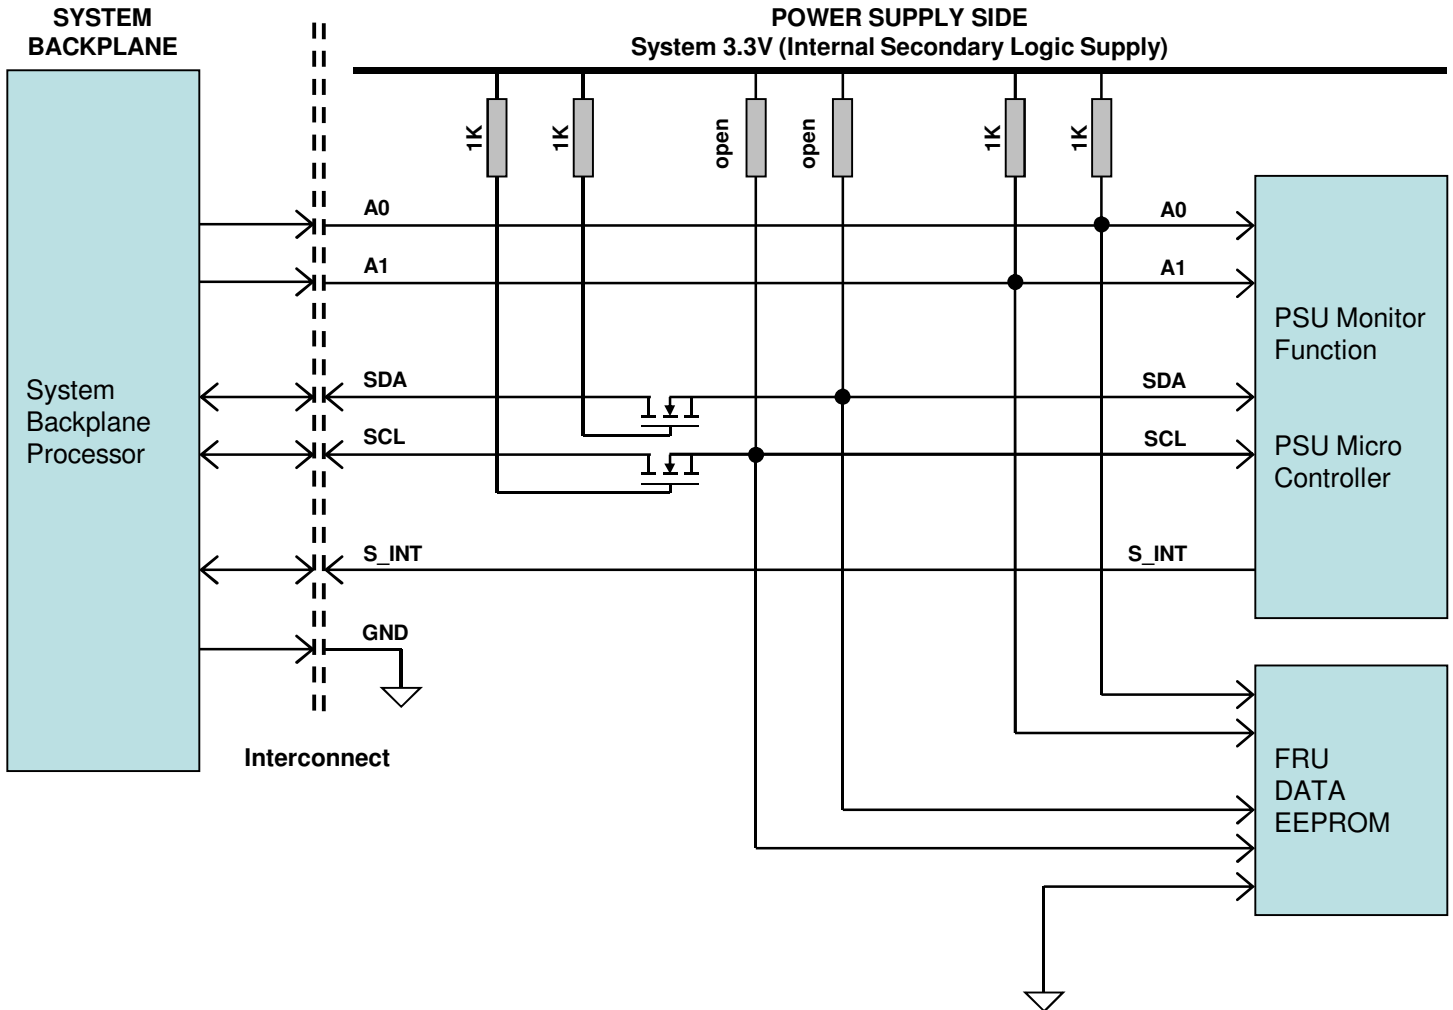 SYSTEM
BACKPLANE
POWER SUPPLY SIDE
System 3.3V (Internal Secondary Logic Supply)
1K
1K
open
open
1K
1K
A0
A0
A1
A1
SDA
SDA
SCL
SCL
S_INT
S_INT
GND
System
Backplane
Processor
PSU Monitor
Function
PSU Micro
Controller
Interconnect
FRU
DATA
EEPROM